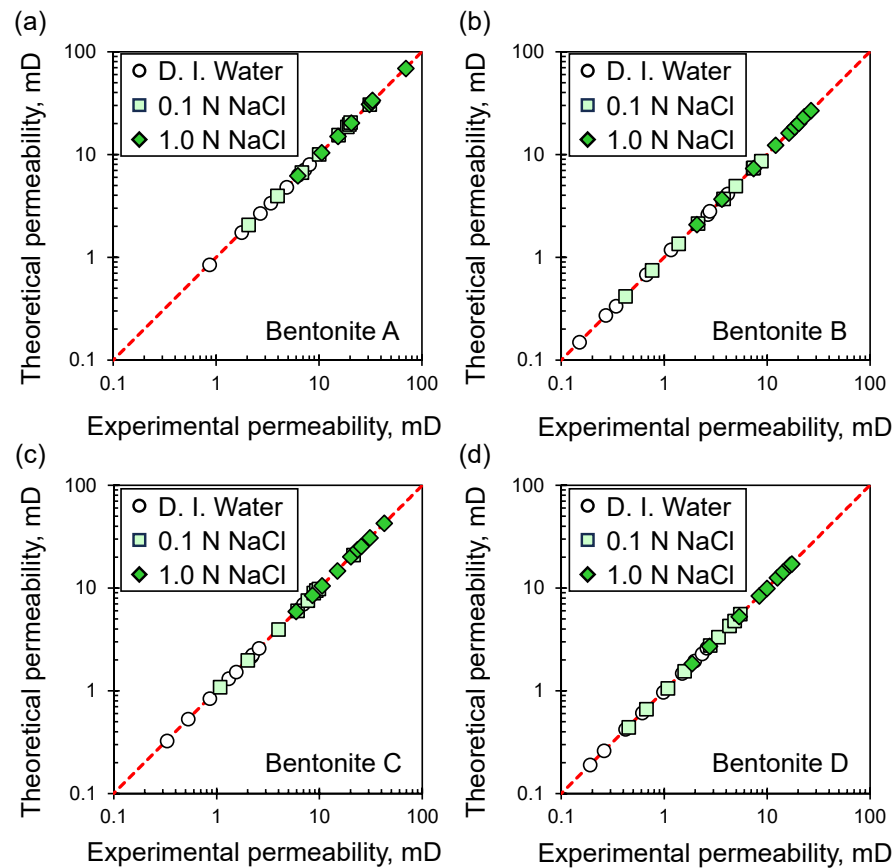 (a)
Theoretical permeability, mD
100
10
1
0.1
D. I. Water
0.1 N NaCl
1.0 N NaCl
Bentonite A
0.1 1 10 100
Experimental permeability, mD
(b)
Theoretical permeability, mD
100
10
1
0.1
D. I. Water
0.1 N NaCl
1.0 N NaCl
Bentonite B
0.1 1 10 100
Experimental permeability, mD
(c)
Theoretical permeability, mD
100
10
1
0.1
D. I. Water
0.1 N NaCl
1.0 N NaCl
Bentonite C
0.1 1 10 100
Experimental permeability, mD
(d)
Theoretical permeability, mD
100
10
1
0.1
D. I. Water
0.1 N NaCl
1.0 N NaCl
Bentonite D
0.1 1 10 100
Experimental permeability, mD